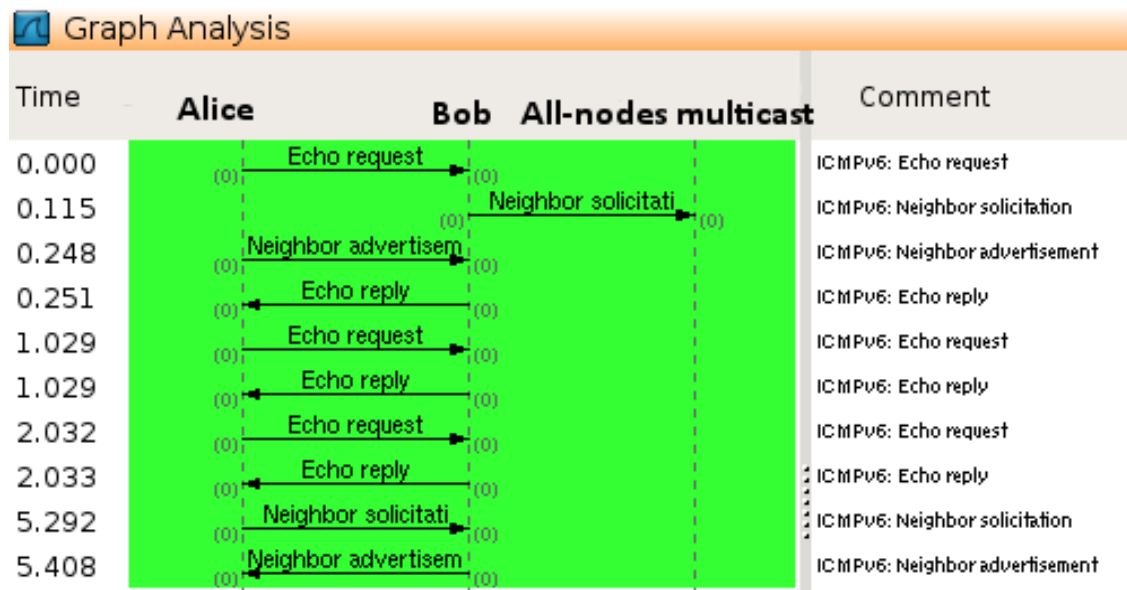 Graph Analysis
Time Alice Bob All-nodes multicast Comment
0.000 (0) Echo request (0) ICMPv6: Echo request
0.115 (0) Neighbor solicitati (0) ICMPv6: Neighbor solicitation
0.248 (0) Neighbor advertisem (0) ICMPv6: Neighbor advertisement
0.251 (0) Echo reply (0) ICMPv6: Echo reply
1.029 (0) Echo request (0) ICMPv6: Echo request
1.029 (0) Echo reply (0) ICMPv6: Echo reply
2.032 (0) Echo request (0) ICMPv6: Echo request
2.033 (0) Echo reply (0) ICMPv6: Echo reply
5.292 (0) Neighbor solicitati (0) ICMPv6: Neighbor solicitation
5.408 (0) Neighbor advertisem (0) ICMPv6: Neighbor advertisement